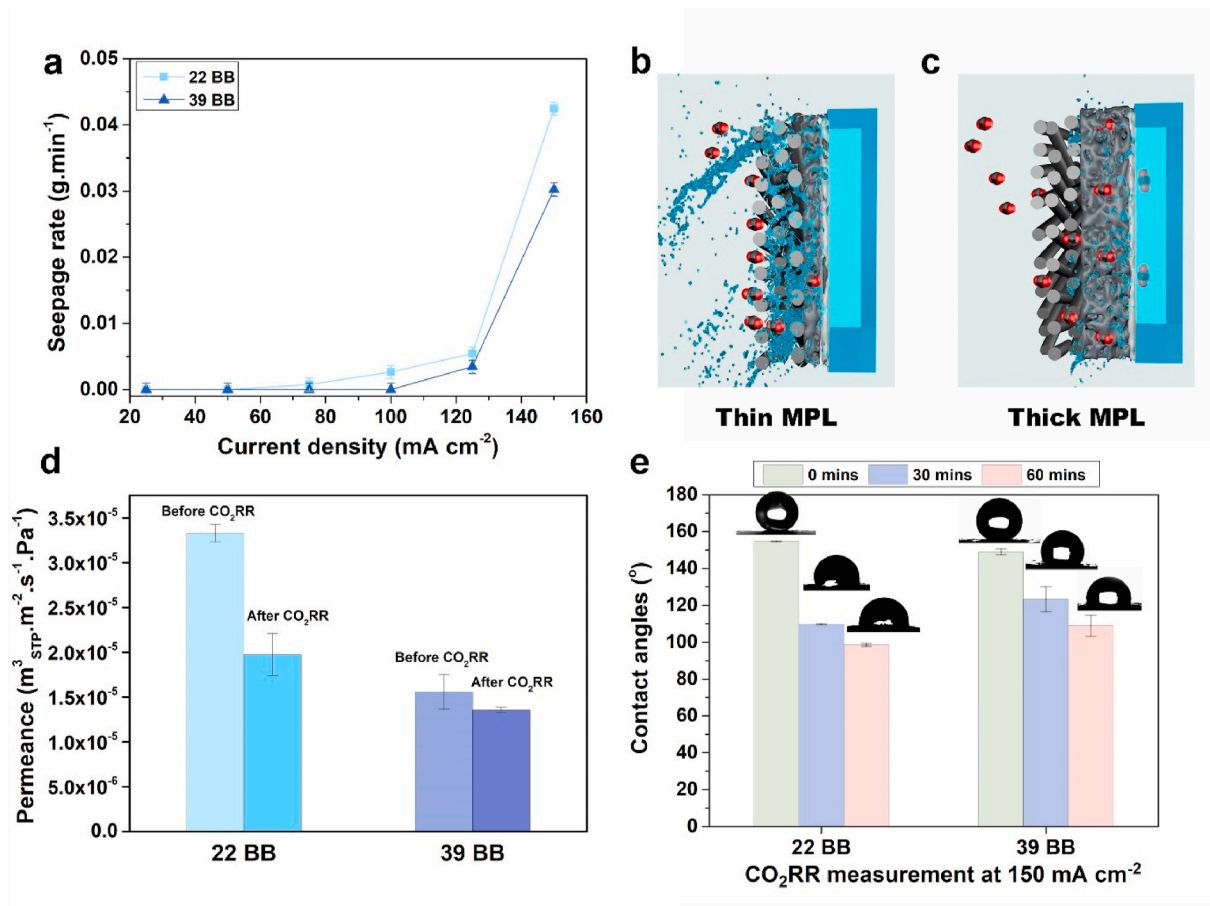 a
0.05
0.04
0.03
0.02
0.01
0.00
Seepage rate (g.min⁻¹)
22 BB
39 BB
20 40 60 80 100 120 140 160
Current density (mA cm⁻²)
b
Thin MPL
c
Thick MPL
d
3.5x10⁻⁵
3.0x10⁻⁵
2.5x10⁻⁵
2.0x10⁻⁵
1.5x10⁻⁵
1.0x10⁻⁵
5.0x10⁻⁶
0.0
Permeance (m³STP.m⁻².s⁻¹.Pa⁻¹)
Before CO₂RR
After CO₂RR
Before CO₂RR
After CO₂RR
22 BB 39 BB
e
0 mins 30 mins 60 mins
180
160
140
120
100
80
60
40
20
0
Contact angles (°)
22 BB 39 BB
CO₂RR measurement at 150 mA cm⁻²